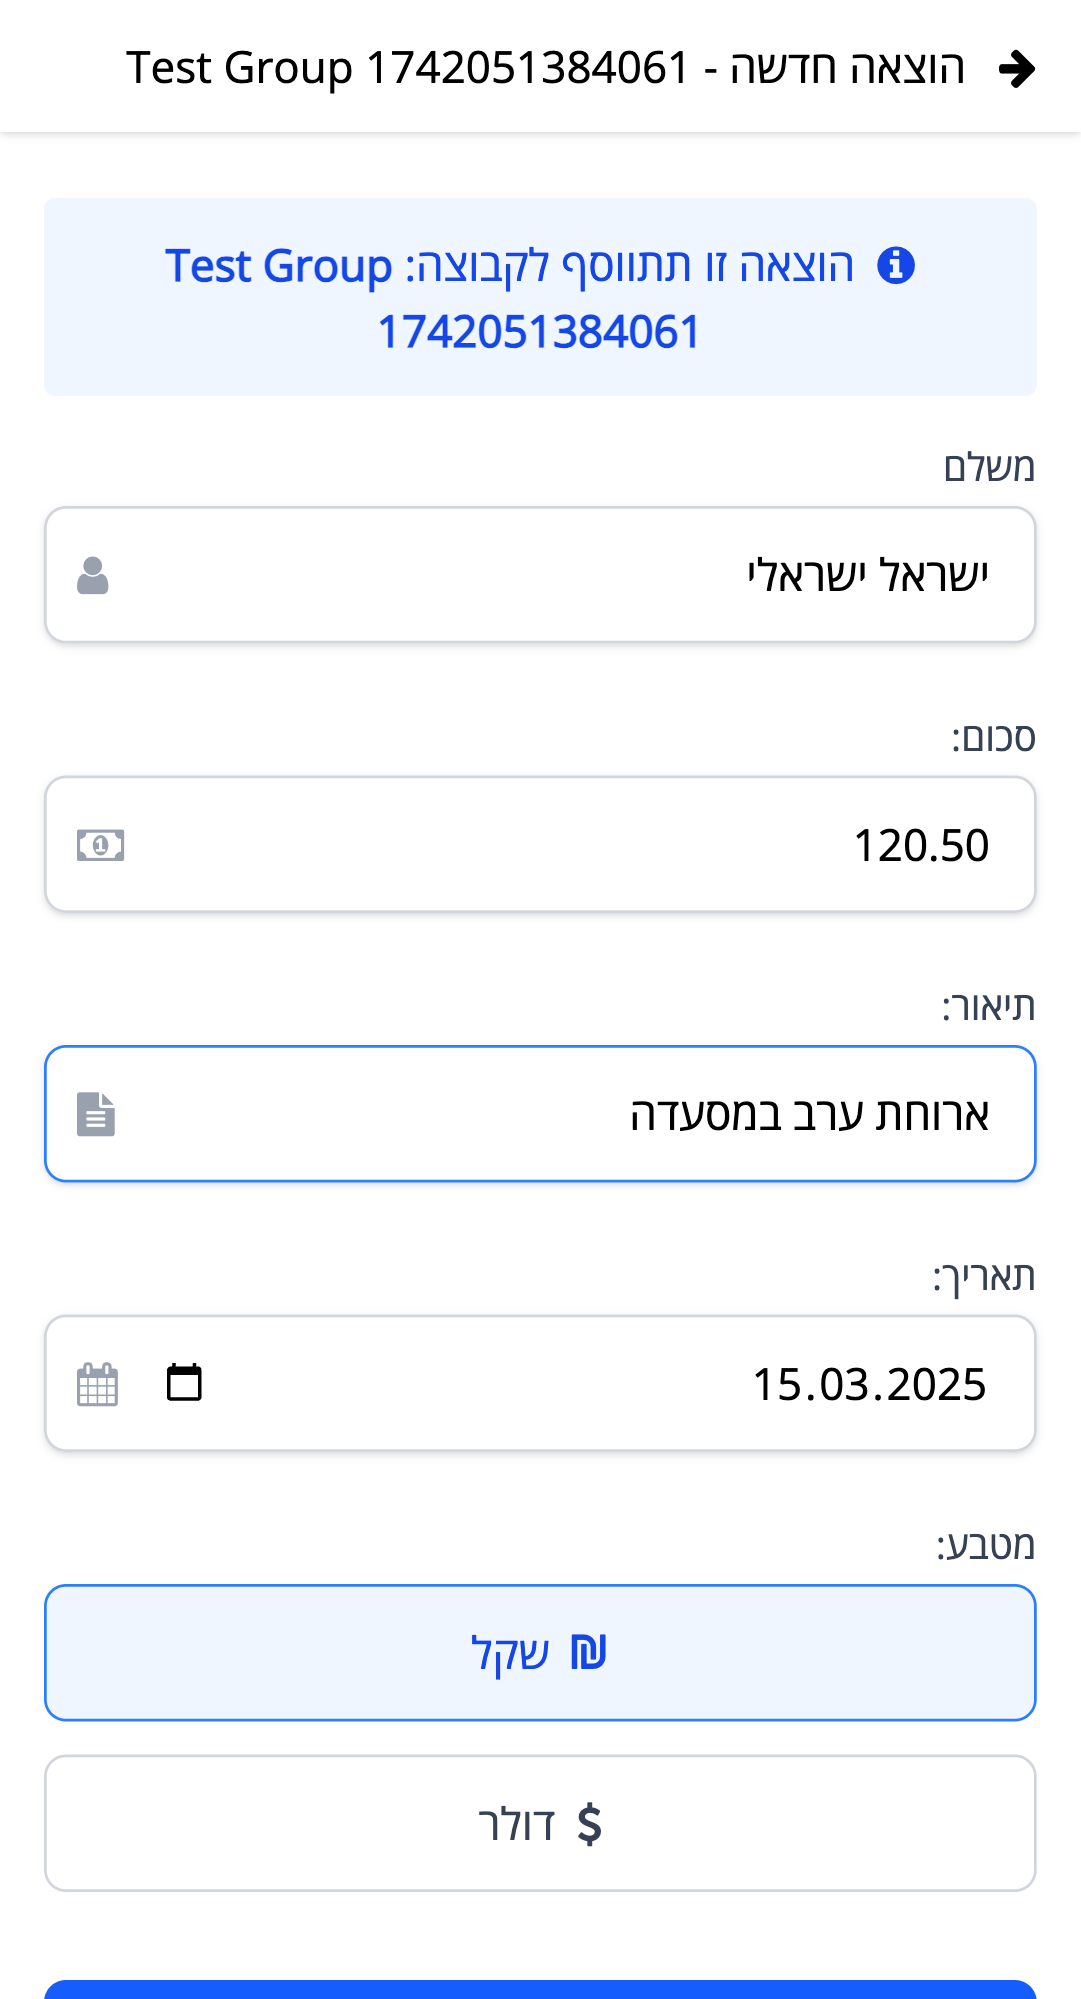 הוצאה חדשה - Test Group 1742051384061
הוצאה זו תתווסף לקבוצה: Test Group
1742051384061
משלם
ישראל ישראלי
סכום:
120.50
תיאור:
ארוחת ערב במסעדה
תאריך:
15.03.2025
מטבע:
₪ שקל
$ דולר